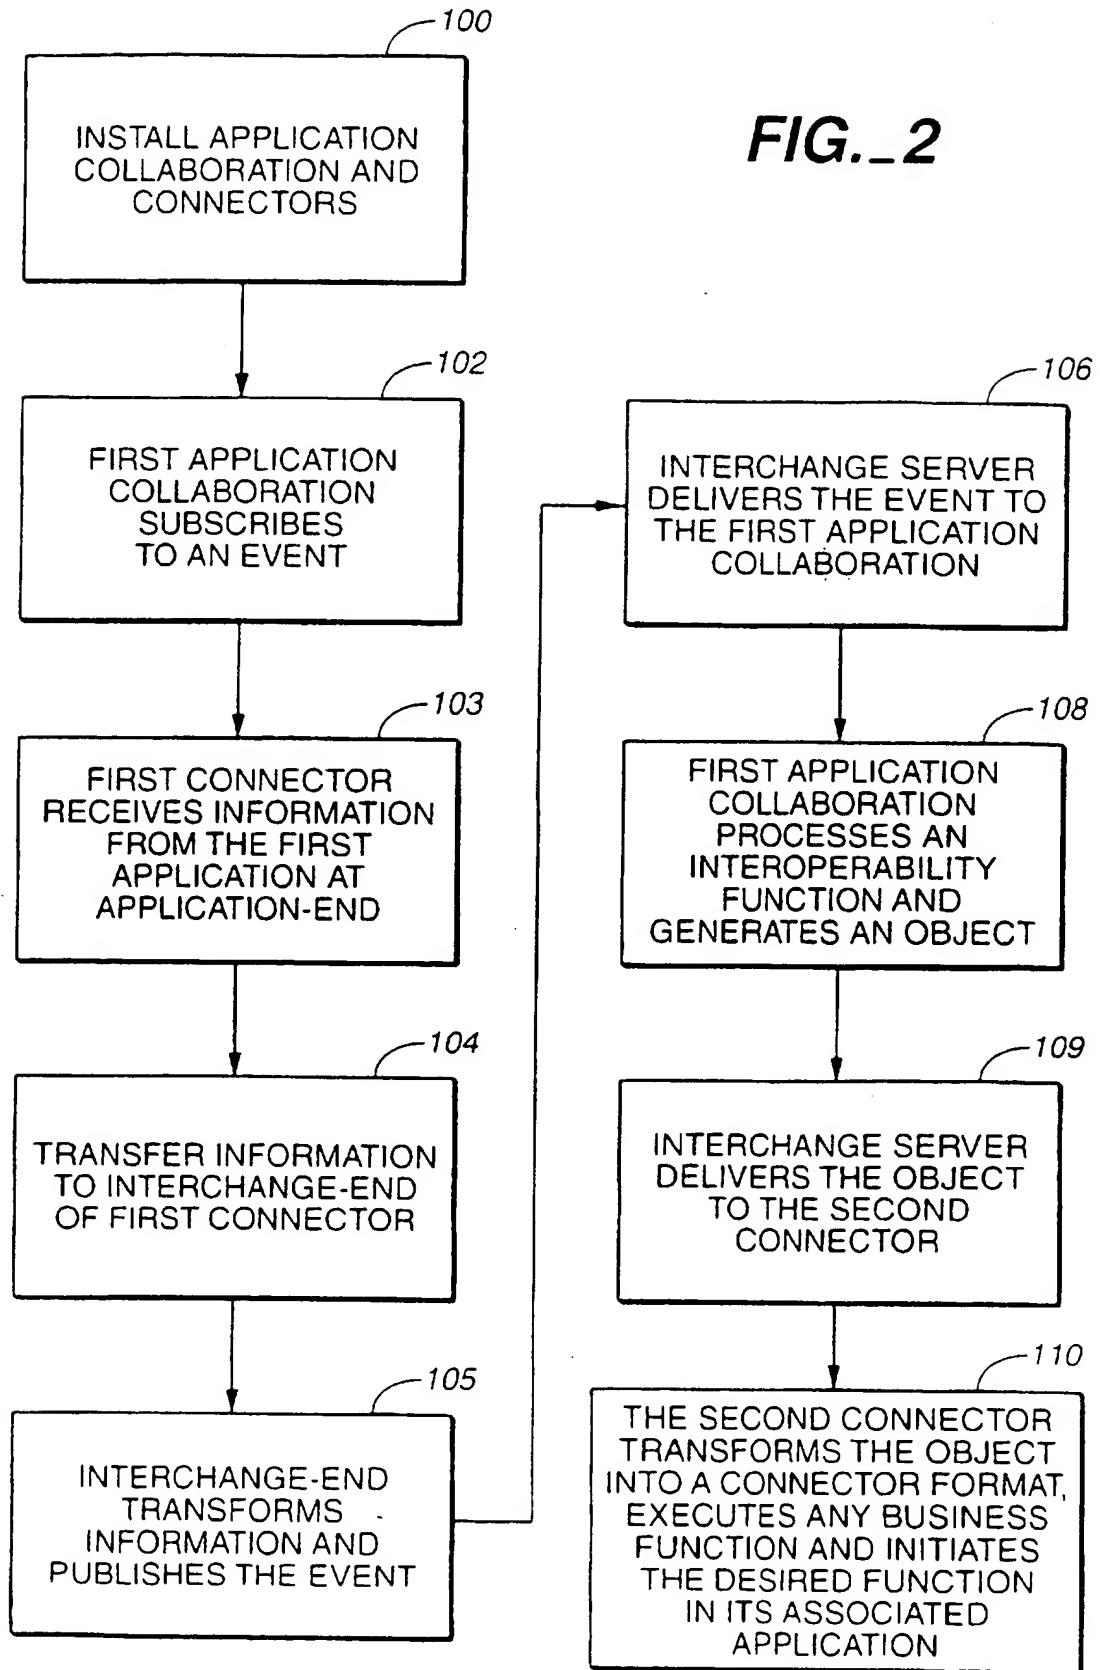 100
INSTALL APPLICATION
COLLABORATION AND
CONNECTORS
FIG._2
102
FIRST APPLICATION
COLLABORATION
SUBSCRIBES
TO AN EVENT
103
FIRST CONNECTOR
RECEIVES INFORMATION
FROM THE FIRST
APPLICATION AT
APPLICATION-END
104
TRANSFER INFORMATION
TO INTERCHANGE-END
OF FIRST CONNECTOR
105
INTERCHANGE-END
TRANSFORMS
INFORMATION AND
PUBLISHES THE EVENT
106
INTERCHANGE SERVER
DELIVERS THE EVENT TO
THE FIRST APPLICATION
COLLABORATION
108
FIRST APPLICATION
COLLABORATION
PROCESSES AN
INTEROPERABILITY
FUNCTION AND
GENERATES AN OBJECT
109
INTERCHANGE SERVER
DELIVERS THE OBJECT
TO THE SECOND
CONNECTOR
110
THE SECOND CONNECTOR
TRANSFORMS THE OBJECT
INTO A CONNECTOR FORMAT,
EXECUTES ANY BUSINESS
FUNCTION AND INITIATES
THE DESIRED FUNCTION
IN ITS ASSOCIATED
APPLICATION